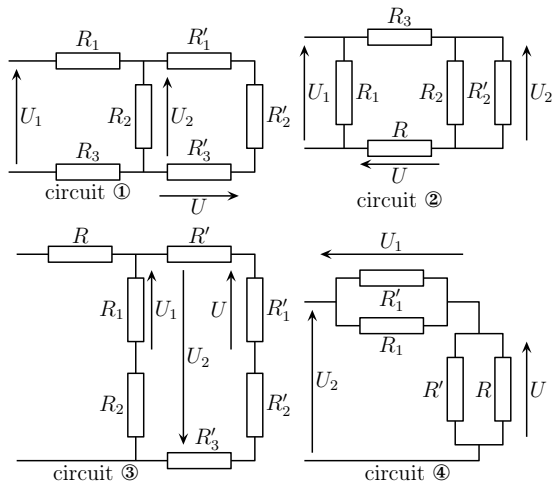 R₁ R′₁
U₁ R₂ U₂ R′₂
R₃ R′₃
circuit ①
U
R₃
U₁ R₁ R₂ R′₂ U₂
R
U
circuit ②
R R′
R₁ U₁ U R′₁
U₂
R₂ R′₂
R′₃
circuit ③
U₁
R′₁
R₁
U₂ R′ R U
circuit ④